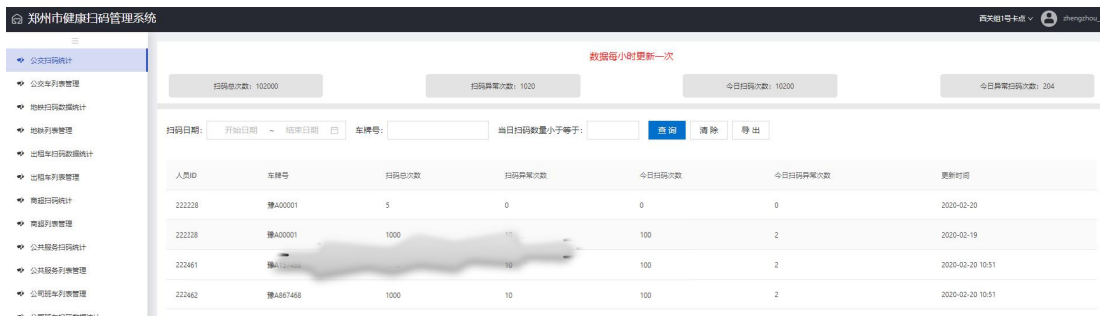 郑州市健康扫码管理系统 西关组1号卡点 zhengzhou_
公交扫码统计
公交车列表管理
地铁扫码数据统计
地铁列表管理
出租车扫码数据统计
出租车列表管理
商超扫码统计
商超列表管理
公共服务扫码统计
公共服务列表管理
公司班车列表管理
数据每小时更新一次
扫码总次数：102000 扫码异常次数：1020 今日扫码次数：10200 今日异常扫码次数：204
扫码日期： 开始日期 ~ 结束日期 车牌号： 当日扫码数量小于等于： 查询 清除 导出
人员ID 车牌号 扫码总次数 扫码异常次数 今日扫码次数 今日扫码异常次数 更新时间
222228 豫A00001 5 0 0 0 2020-02-20
222228 豫A00001 1000 10 100 2 2020-02-19
222461 10 100 2 2020-02-20 10:51
222462 豫A867468 1000 10 100 2 2020-02-20 10:51